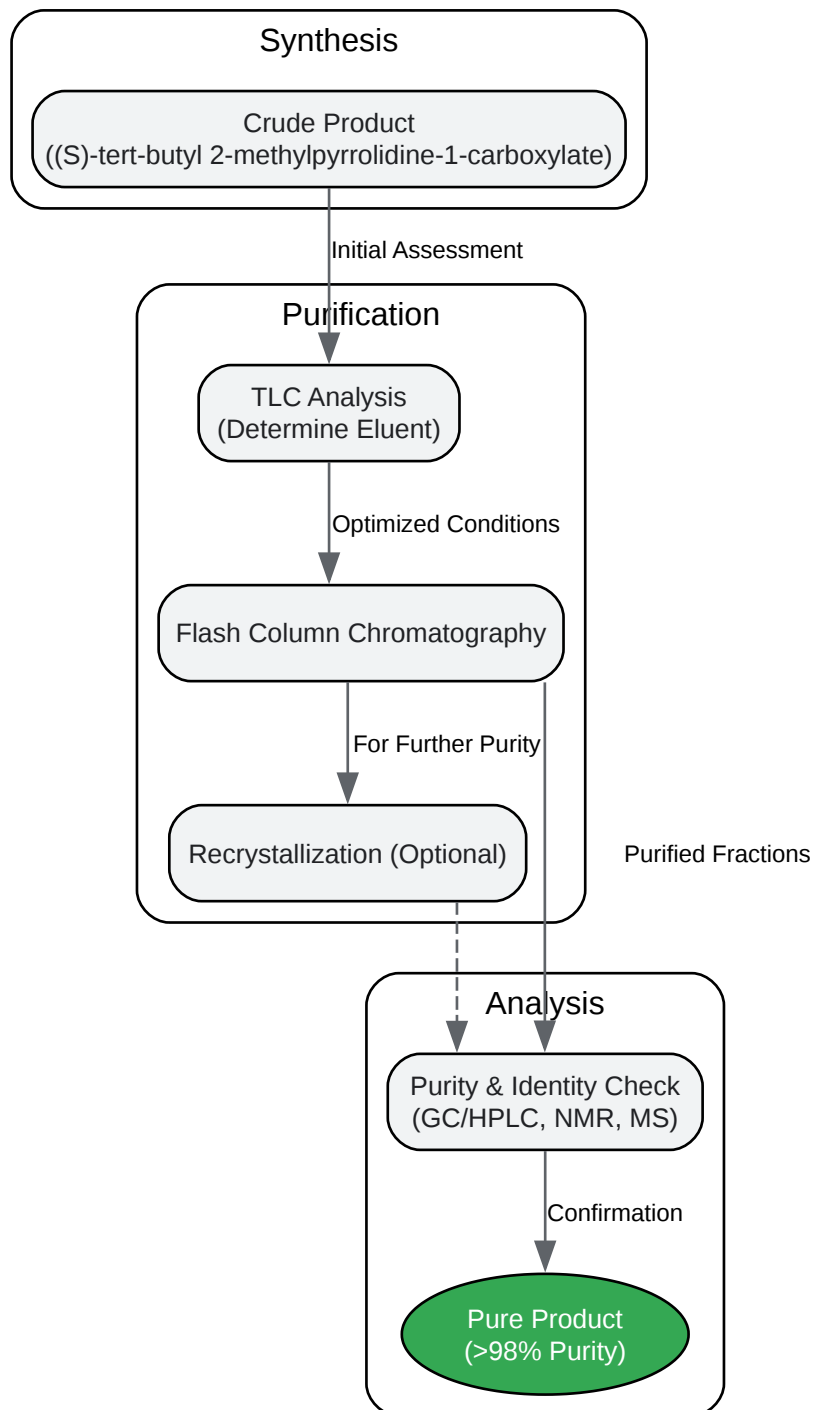 Synthesis
Crude Product
((S)-tert-butyl 2-methylpyrrolidine-1-carboxylate)
Initial Assessment
Purification
TLC Analysis
(Determine Eluent)
Optimized Conditions
Flash Column Chromatography
For Further Purity
Recrystallization (Optional)
Purified Fractions
Analysis
Purity & Identity Check
(GC/HPLC, NMR, MS)
Confirmation
Pure Product
(>98% Purity)